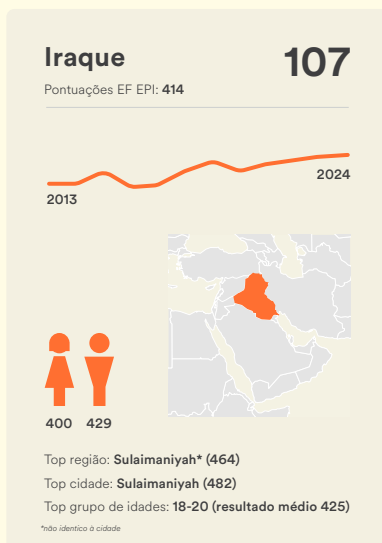 Iraque
107
Pontuações EF EPI: 414
2024
2013
400 429
Top região: Sulaimaniyah* (464)
Top cidade: Sulaimaniyah (482)
Top grupo de idades: 18-20 (resultado médio 425)
*não identico à cidade